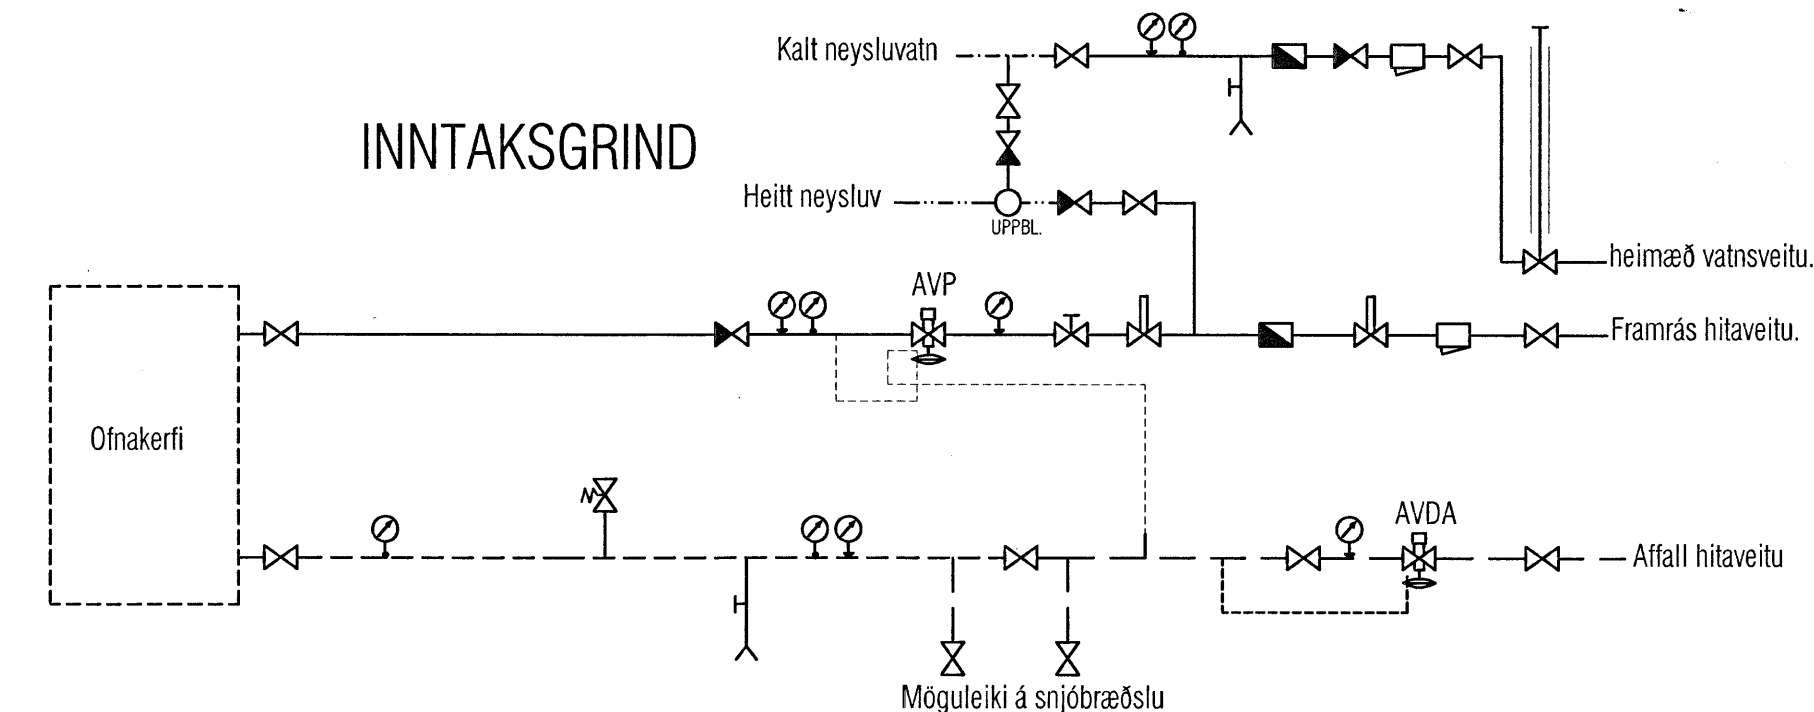 Kalt neysluvatn
INNTAKSGRIND
Heitt neysluv
UPPBL.
heimæð vatnsveitu.
AVP
Framrás hitaveitu.
Ofnakerfi
AVDA
Affall hitaveitu
Möguleiki á snjóbræðslu